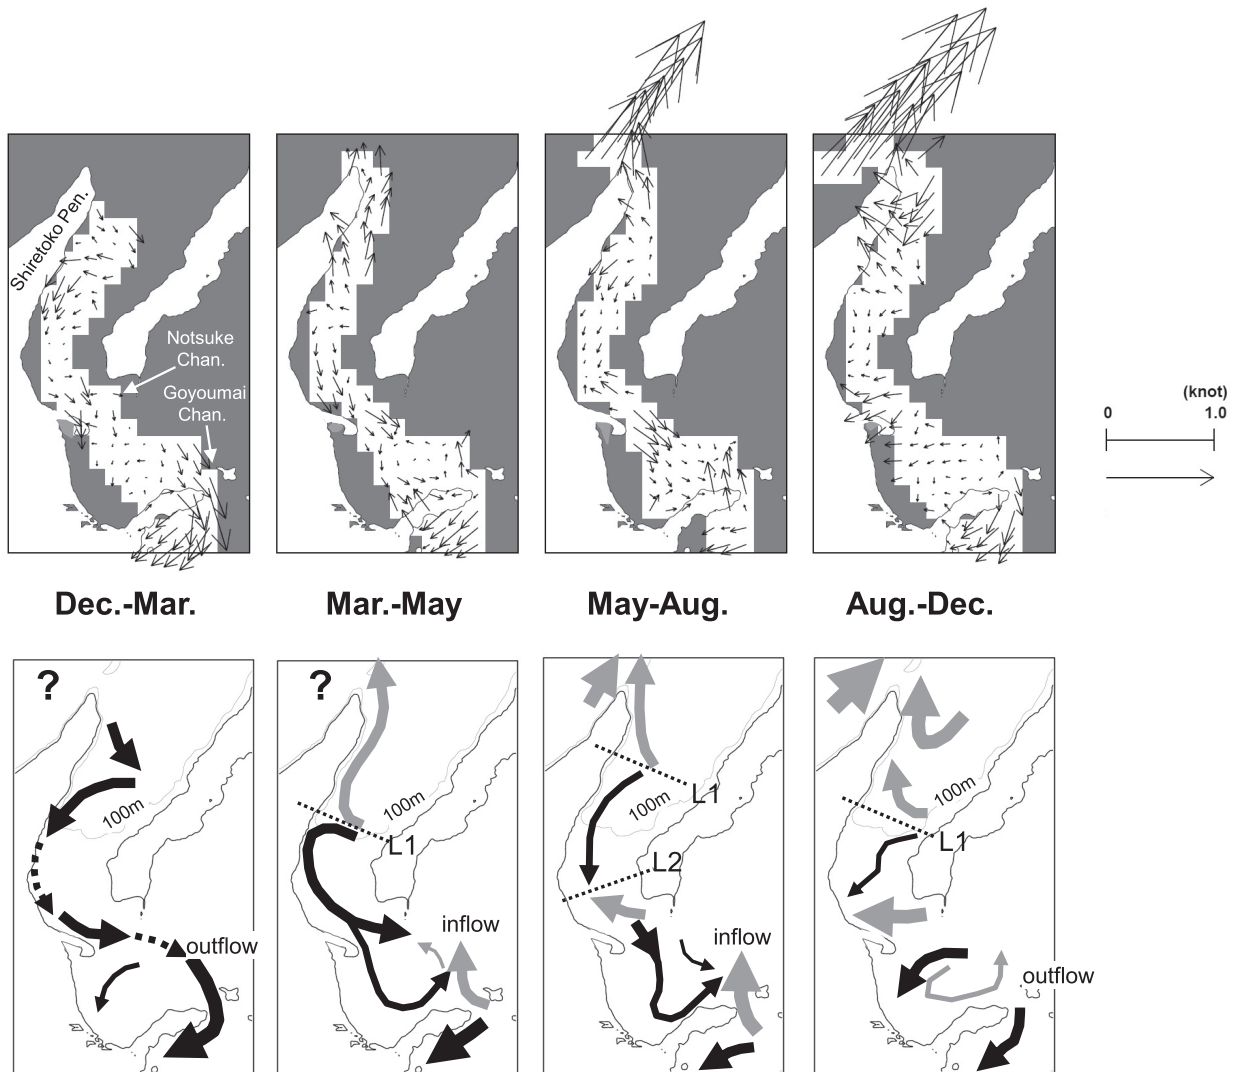 Shiretoko Pen.
Notsuke
Chan.
Goyoumai
Chan.
(knot)
0 1.0
Dec.-Mar. Mar.-May May-Aug. Aug.-Dec.
?
100m
outflow
?
100m
L1
inflow
100m
L1
L2
inflow
100m
L1
outflow